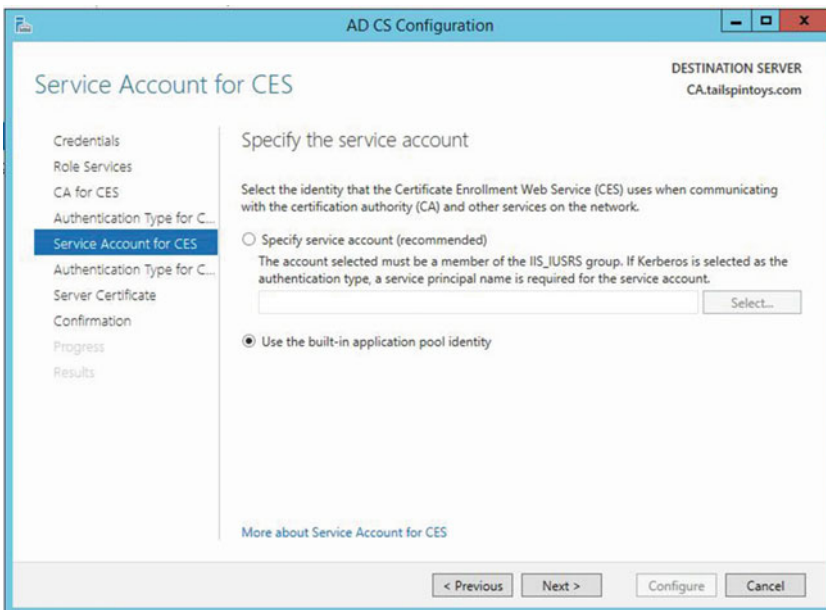 AD CS Configuration
Service Account for CES
DESTINATION SERVER
CA.tailspintoys.com
Credentials
Role Services
CA for CES
Authentication Type for C...
Service Account for CES
Authentication Type for C...
Server Certificate
Confirmation
Progress
Results
Specify the service account
Select the identity that the Certificate Enrollment Web Service (CES) uses when communicating
with the certification authority (CA) and other services on the network.
Specify service account (recommended)
The account selected must be a member of the IIS_IUSRS group. If Kerberos is selected as the
authentication type, a service principal name is required for the service account.
Select...
Use the built-in application pool identity
More about Service Account for CES
< Previous
Next >
Configure
Cancel